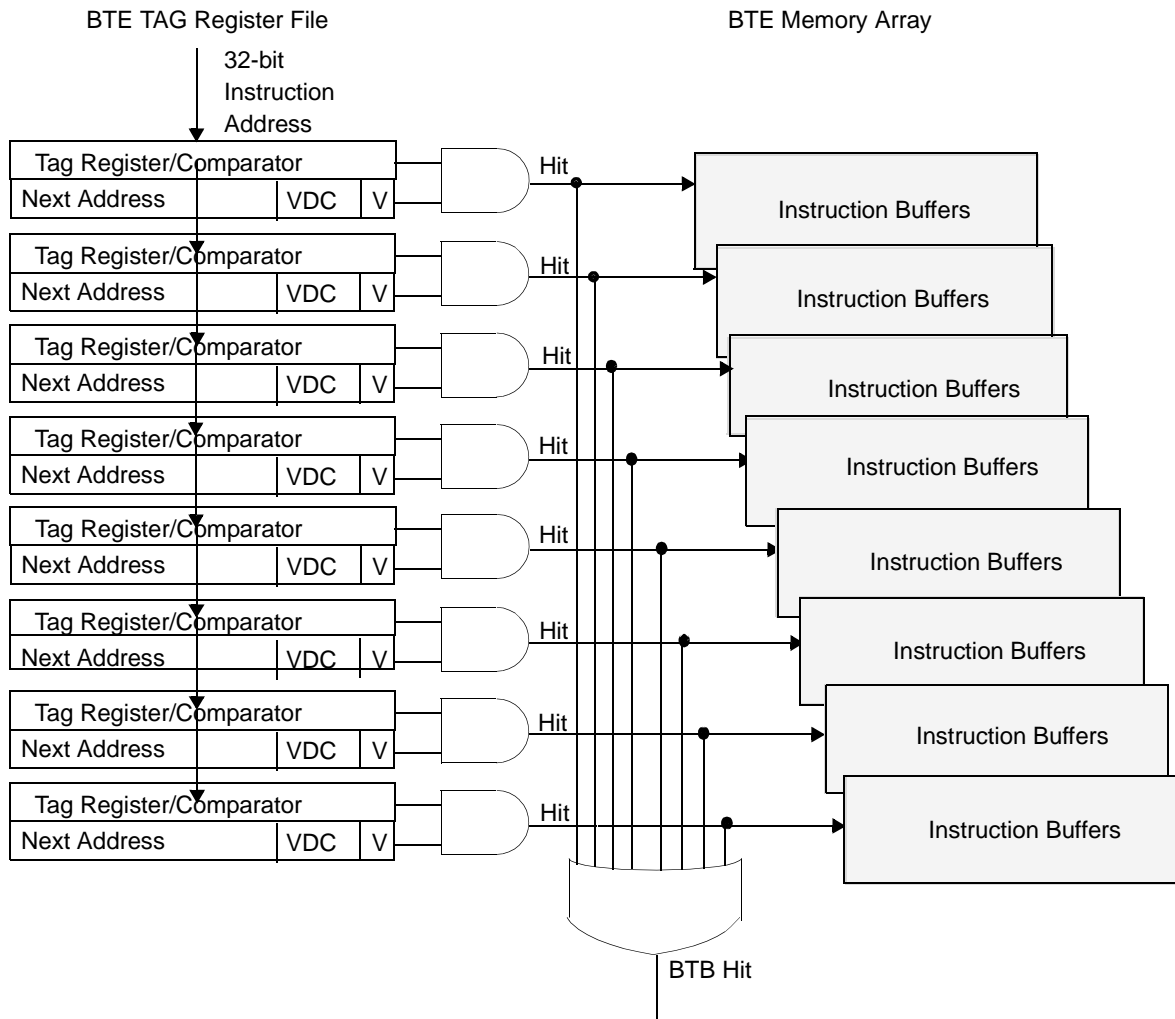 BTE TAG Register File
BTE Memory Array
32-bit
Instruction
Address
Tag Register/Comparator
Next Address VDC V
Hit
Instruction Buffers
Tag Register/Comparator
Next Address VDC V
Hit
Instruction Buffers
Tag Register/Comparator
Next Address VDC V
Hit
Instruction Buffers
Tag Register/Comparator
Next Address VDC V
Hit
Instruction Buffers
Tag Register/Comparator
Next Address VDC V
Hit
Instruction Buffers
Tag Register/Comparator
Next Address VDC V
Hit
Instruction Buffers
Tag Register/Comparator
Next Address VDC V
Hit
Instruction Buffers
Tag Register/Comparator
Next Address VDC V
Hit
Instruction Buffers
BTB Hit